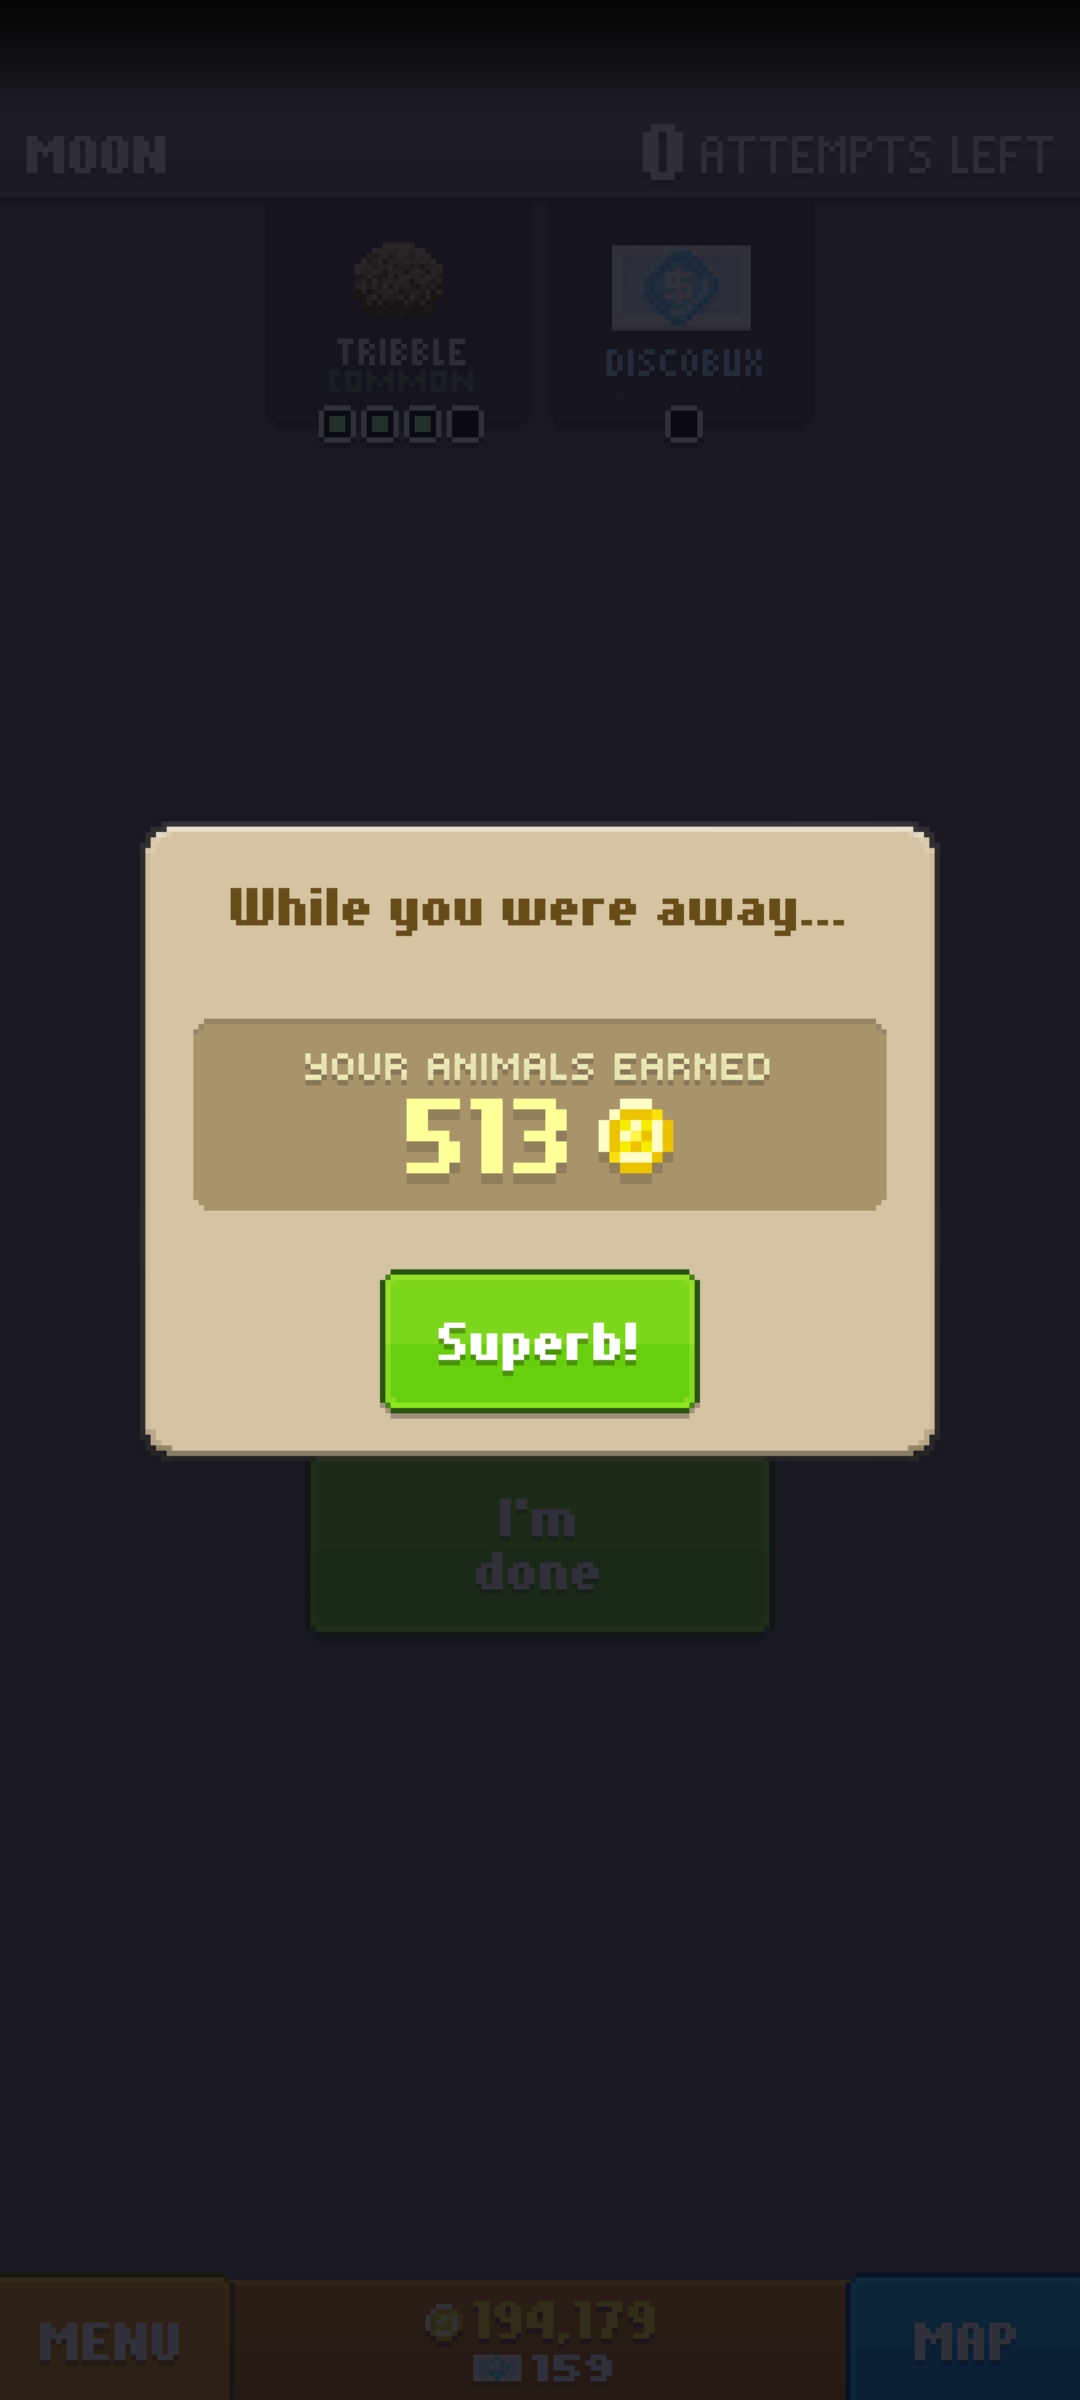 MOON
0 ATTEMPTS LEFT
TRIBBLE
COMMON
$
DISCOBUX
While you were away...
YOUR ANIMALS EARNED
513
Superb!
I'm
done
MENU
194,179
159
MAP